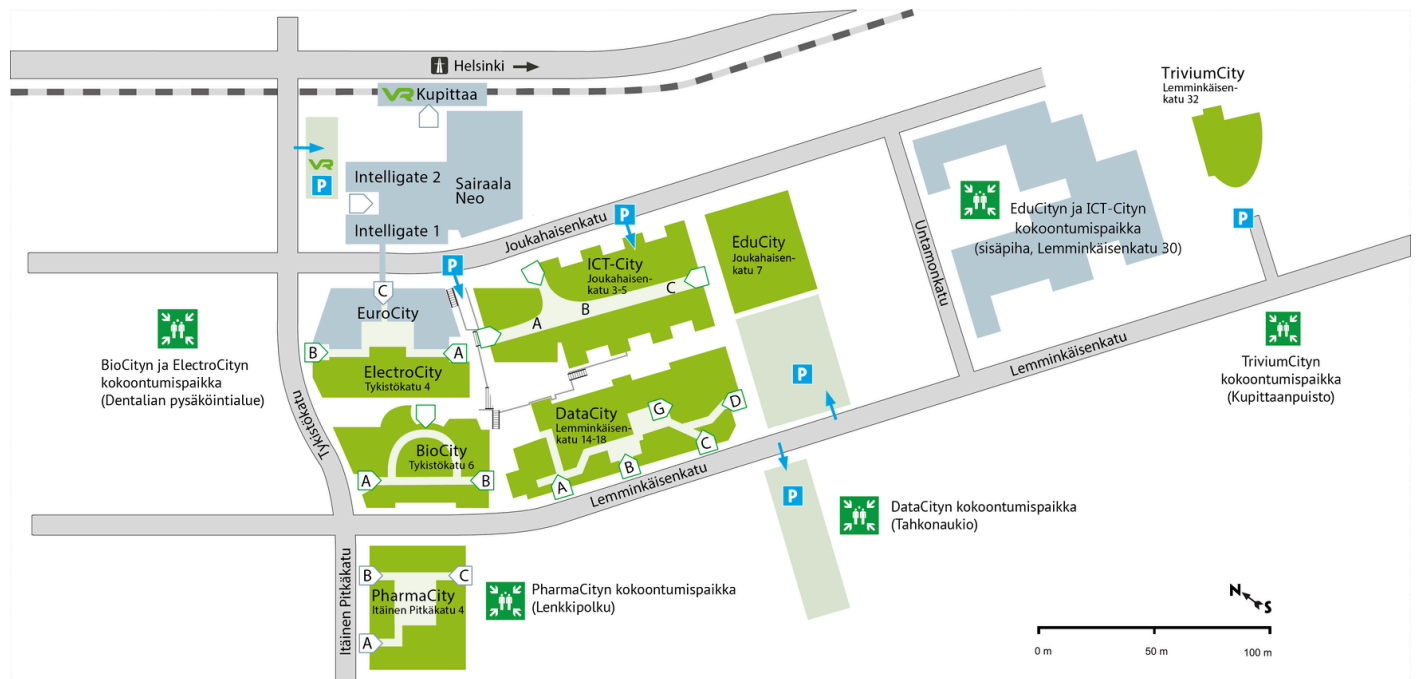 Helsinki
VR Kupittaa
VR
P
Intelligate 2
Sairaala
Neo
Intelligate 1
Joukahaisenkatu
P
P
TriviumCity
Lemminkäisen-
katu 32
P
EduCityn ja ICT-Cityn
kokoontumispaikka
(sisäpiha, Lemminkäisenkatu 30)
Untamonkatu
EduCity
Joukahaisen-
katu 7
ICT-City
Joukahaisen-
katu 3-5
A
B
C
C
EuroCity
B
A
ElectroCity
Tykistökatu 4
BioCityn ja ElectroCityn
kokoontumispaikka
(Dentalian pysäköintialue)
Tykistökatu
BioCity
Tykistökatu 6
A
B
DataCity
Lemminkäisen-
katu 14-18
G
D
C
B
A
P
Lemminkäisenkatu
Lemminkäisenkatu
TriviumCityn
kokoontumispaikka
(Kupittaanpuisto)
P
DataCityn kokoontumispaikka
(Tahkonaukio)
Itäinen Pitkäkatu
B
C
PharmaCity
Itäinen Pitkäkatu 4
A
PharmaCityn kokoontumispaikka
(Lenkkipolku)
N
S
0 m
50 m
100 m